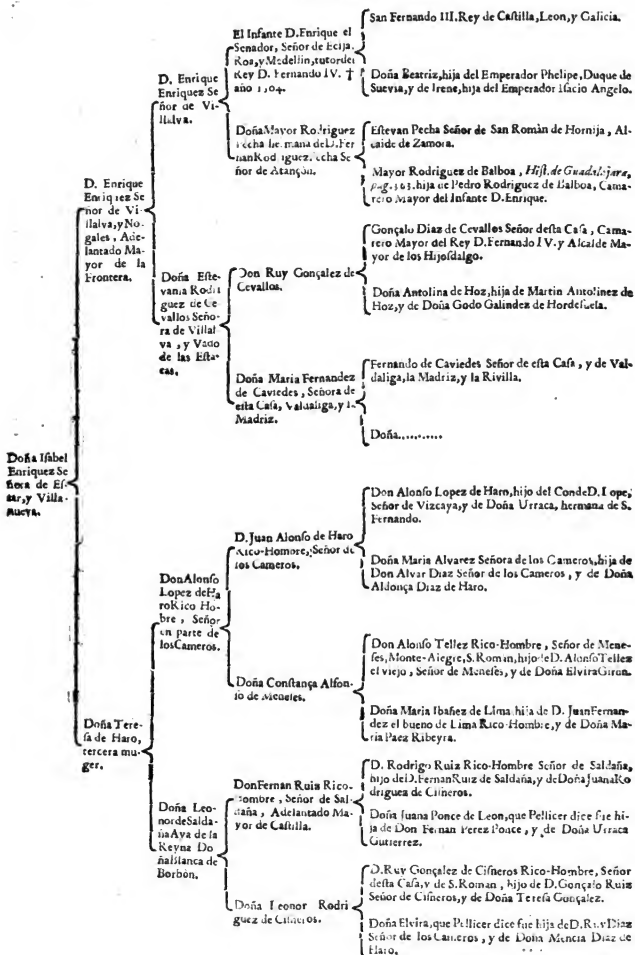 Doña Isabel
Enriquez Se
ñora de Es-
tar, y Villa-
nueva.
D. Enrique
Enriquez Se
ñor de Vi-
llalva, y No-
gales, Ade-
lantado Ma-
yor de la
Frontera.
D. Enrique
Enriquez Se
ñor de Vi-
llalva.
El Infante D. Enrique el
Senador, Señor de Ecija,
Roa, y Medellin, tutor del
Rey D. Fernando IV. †
año 1304.
San Fernando III. Rey de Castilla, Leon, y Galicia.
Doña Beatriz, hija del Emperador Phelipe, Duque de
Suevia, y de Irene, hija del Emperador Isacio Angelo.
Doña Mayor Rodriguez
Pecha hermana de D. Fer
nan Rodriguez Pecha Se
ñor de Atançon.
Estevan Pecha Señor de San Romàn de Hornija, Al-
caide de Zamora.
Mayor Rodriguez de Balboa, Hist. de Guadalajara,
pag. 363. hija de Pedro Rodriguez de Balboa, Cama-
rero Mayor del Infante D. Enrique.
Doña Este-
vania Rodri
guez de Ce-
vallos Seño-
ra de Villal
va, y Vado
de las Esta-
cas.
Don Ruy Gonçalez de
Cevallos.
Gonçalo Diaz de Cevallos Señor desta Casa, Cama-
rero Mayor del Rey D. Fernando IV. y Alcalde Ma-
yor de los Hijosdalgo.
Doña Antolina de Hoz, hija de Martin Antolinez de
Hoz, y de Doña Godo Galindez de
Doña Maria Fernandez
de Caviedes, Señora de
esta Casa, Valdaliga, y la
Madriz.
Fernando de Caviedes Señor de esta Casa, y de Val-
daliga, la Madriz, y la Rivilla.
Doña..........
Doña Tere-
sa de Haro,
tercera mu-
ger.
Don Alonso
Lopez de Ha
ro Rico Ho-
bre, Señor
en parte de
los Cameros.
D. Juan Alonso de Haro
Rico-Hombre, Señor de
los Cameros.
Don Alonso Lopez de Haro, hijo del Conde D. Lope,
Señor de Vizcaya, y de Doña Urraca, hermana de S.
Fernando.
Doña Maria Alvarez Señora de los Cameros, hija de
Don Alvar Diaz Señor de los Cameros, y de Doña
Aldonça Diaz de Haro.
Doña Constança Alfon-
so de Meneses.
Don Alonso Tellez Rico-Hombre, Señor de Mene-
ses, Monte-Alegre, S. Roman, hijo de D. Alonso Tellez
el viejo, Señor de Meneses, y de Doña Elvira Giron.
Doña Maria Ibañez de Lima hija de D. Juan Fernan-
dez el bueno de Lima Rico-Hombre, y de Doña Ma-
ria Paez Ribeyra.
Doña Leo-
nor de Salda-
ña Aya de la
Reyna Do
ña Blanca de
Borbòn.
Don Fernan Ruiz Rico-
hombre, Señor de Sal-
daña, Adelantado Ma-
yor de Castilla.
D. Rodrigo Ruiz Rico-Hombre Señor de Saldaña,
hijo de D. Fernan Ruiz de Saldaña, y de Doña Juana Ro
driguez de Cisneros.
Doña Juana Ponce de Leon, que Pellicer dice fue hi-
ja de Don Fernan Perez Ponce, y de Doña Urraca
Gutierrez.
Doña Leonor Rodri
guez de Cisneros.
D. Ruy Gonçalez de Cisneros Rico-Hombre, Señor
desta Casa, y de S. Roman, hijo de D. Gonçalo Ruiz
Señor de Cisneros, y de Doña Teresa Gonçalez.
Doña Elvira, que Pellicer dice fue hija de D. Ruy Diaz
Señor de los Cameros, y de Doña Mencia Diaz de
Haro.